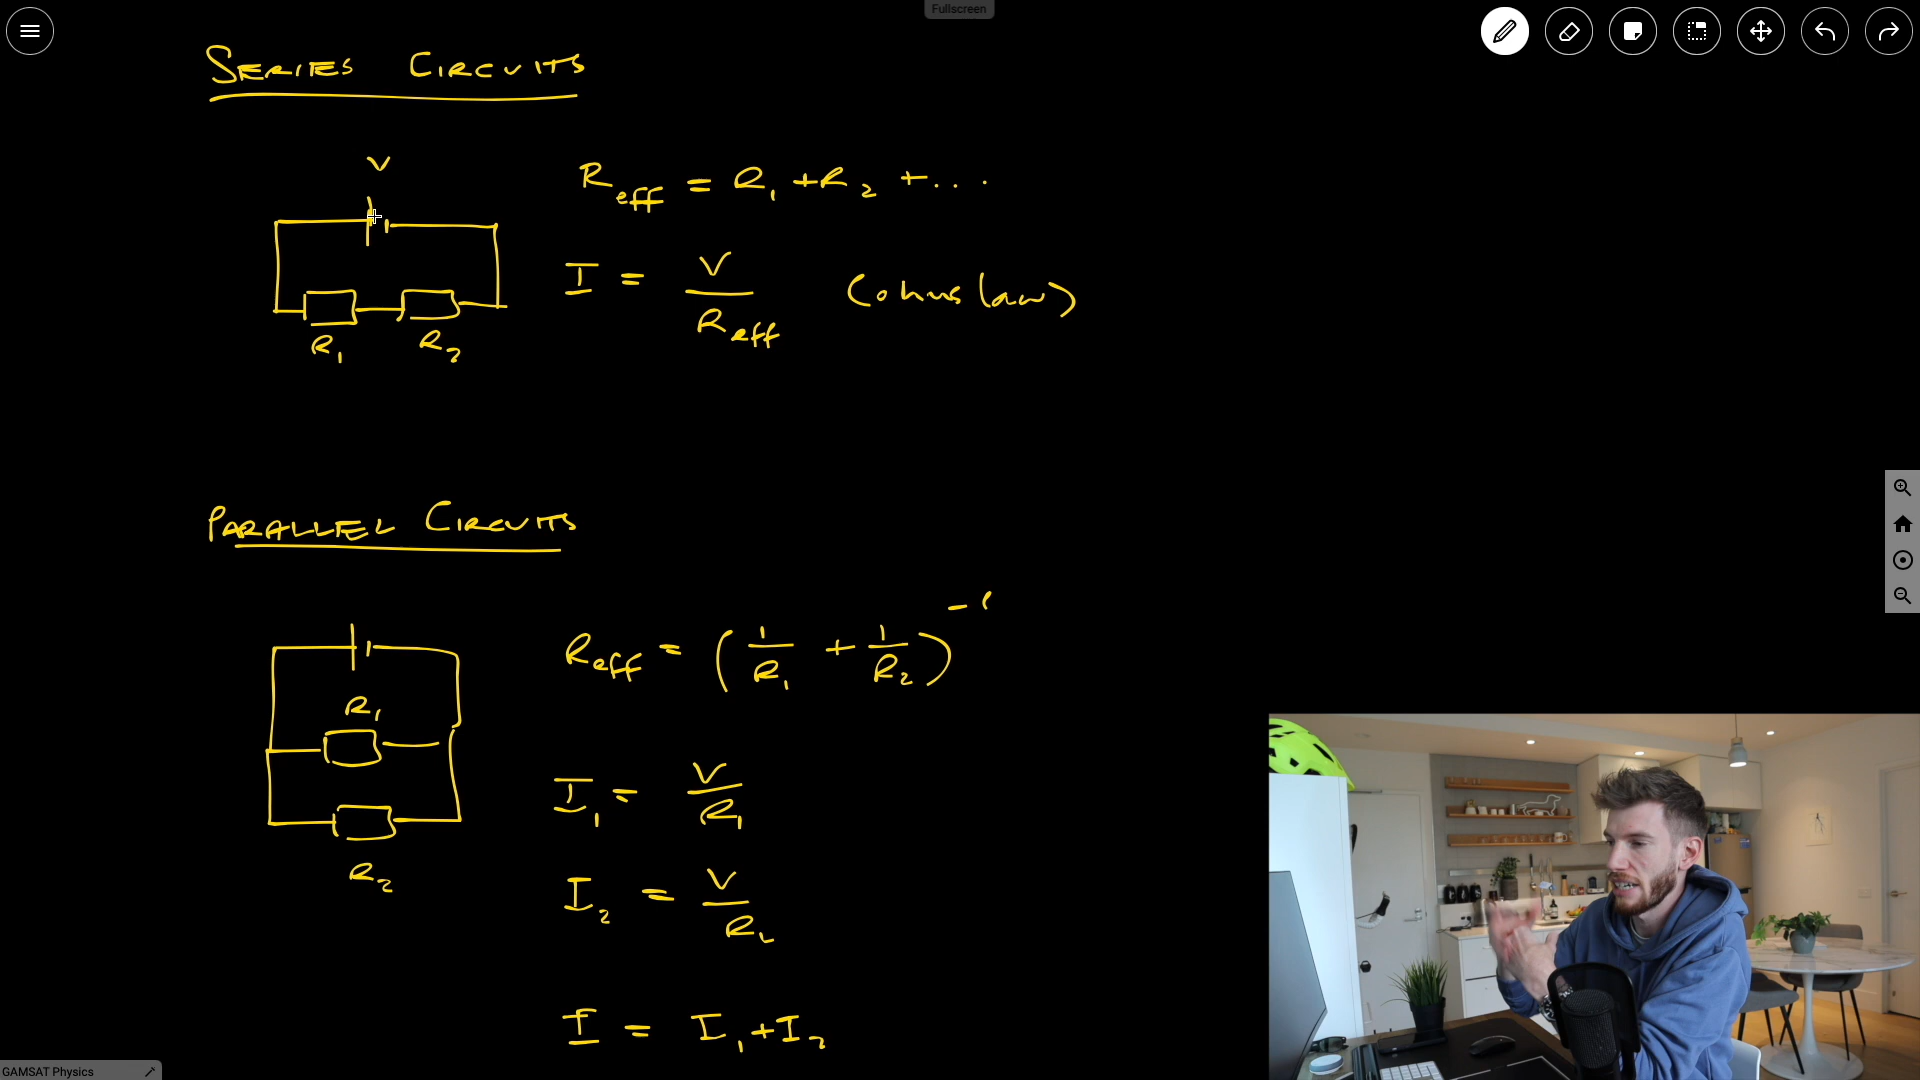 Fullscreen
SERIES CIRCUITS
V
R₁ R₂
Reff = R₁ + R₂ + ...
I = V / Reff (ohms law)
PARALLEL CIRCUITS
R₁
R₂
Reff = (1/R₁ + 1/R₂)⁻¹
I₁ = V/R₁
I₂ = V/R₂
I = I₁ + I₂
GAMSAT Physics